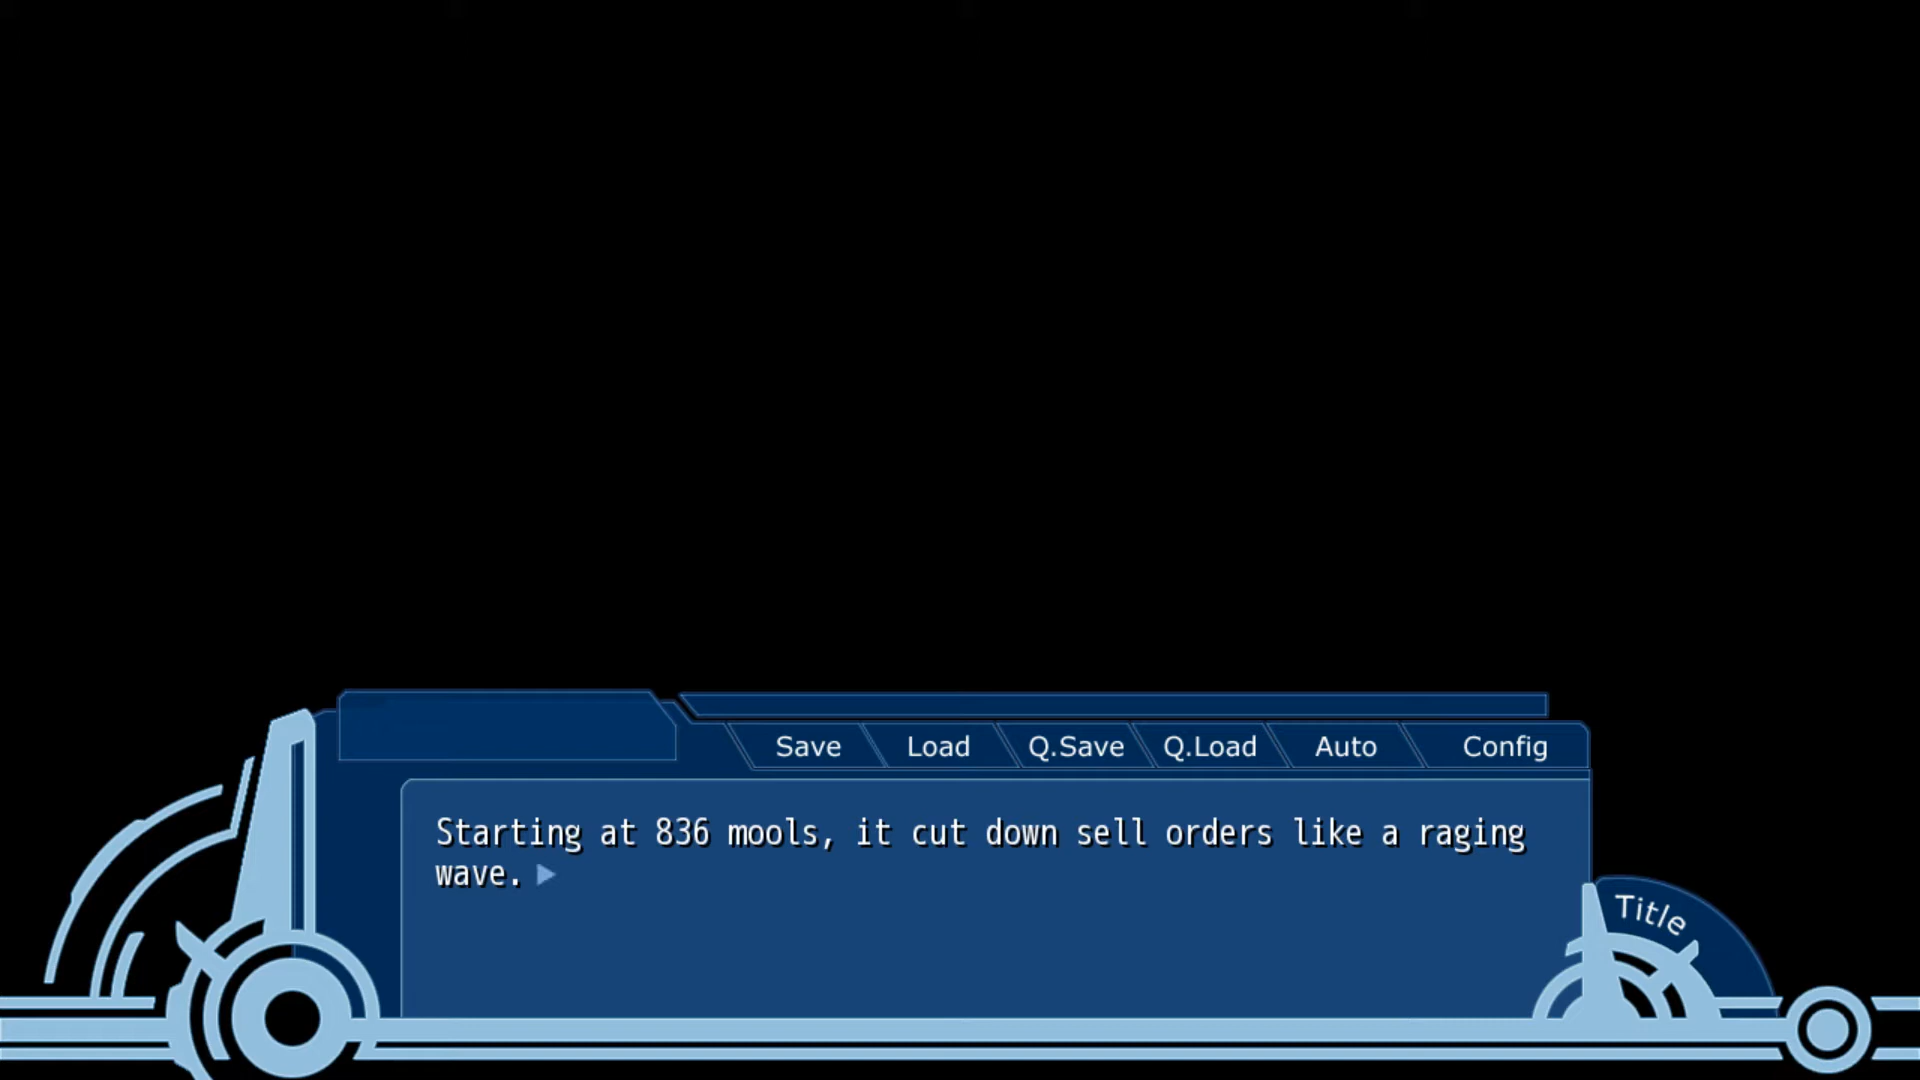 Save Load Q.Save Q.Load Auto Config
Starting at 836 mools, it cut down sell orders like a raging
wave.
Title